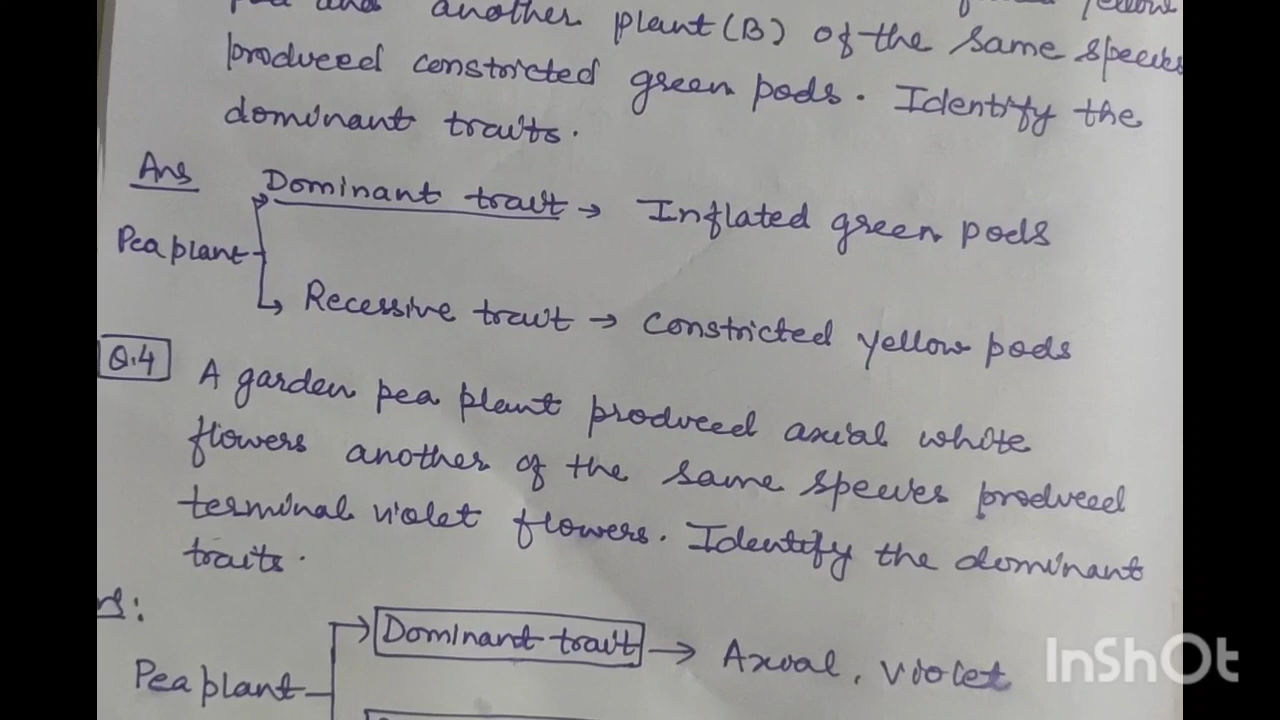 another plant (B) of the same species
produced constricted green pods. Identify the
dominant traits.
Ans Dominant trait → Inflated green pods
Pea plant
Recessive trait → Constricted yellow pods
Q.4 A garden pea plant produced axial white
flowers another of the same species produced
terminal violet flowers. Identify the dominant
traits.
Dominant trait → Axial, violet
Pea plant
InShOt